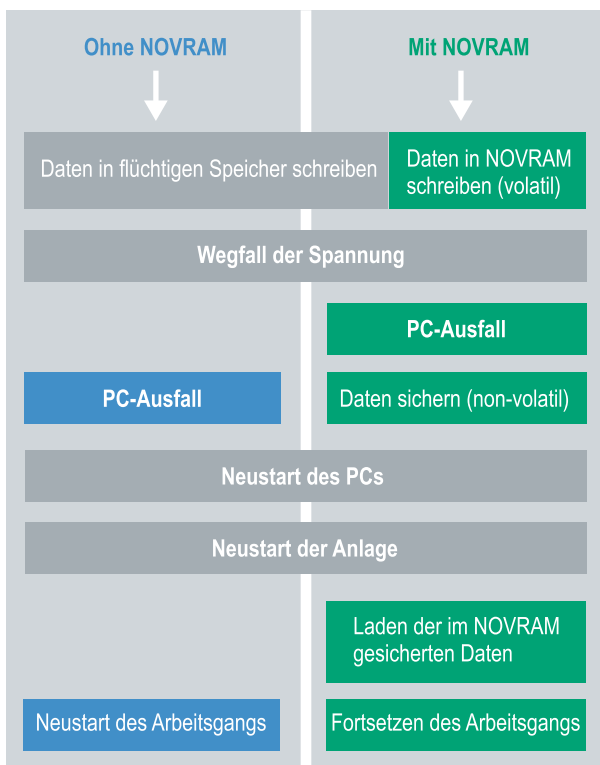 Ohne NOVRAM
Mit NOVRAM
Daten in flüchtigen Speicher schreiben
Daten in NOVRAM
schreiben (volatil)
Wegfall der Spannung
PC-Ausfall
PC-Ausfall
Daten sichern (non-volatil)
Neustart des PCs
Neustart der Anlage
Laden der im NOVRAM
gesicherten Daten
Neustart des Arbeitsgangs
Fortsetzen des Arbeitsgangs